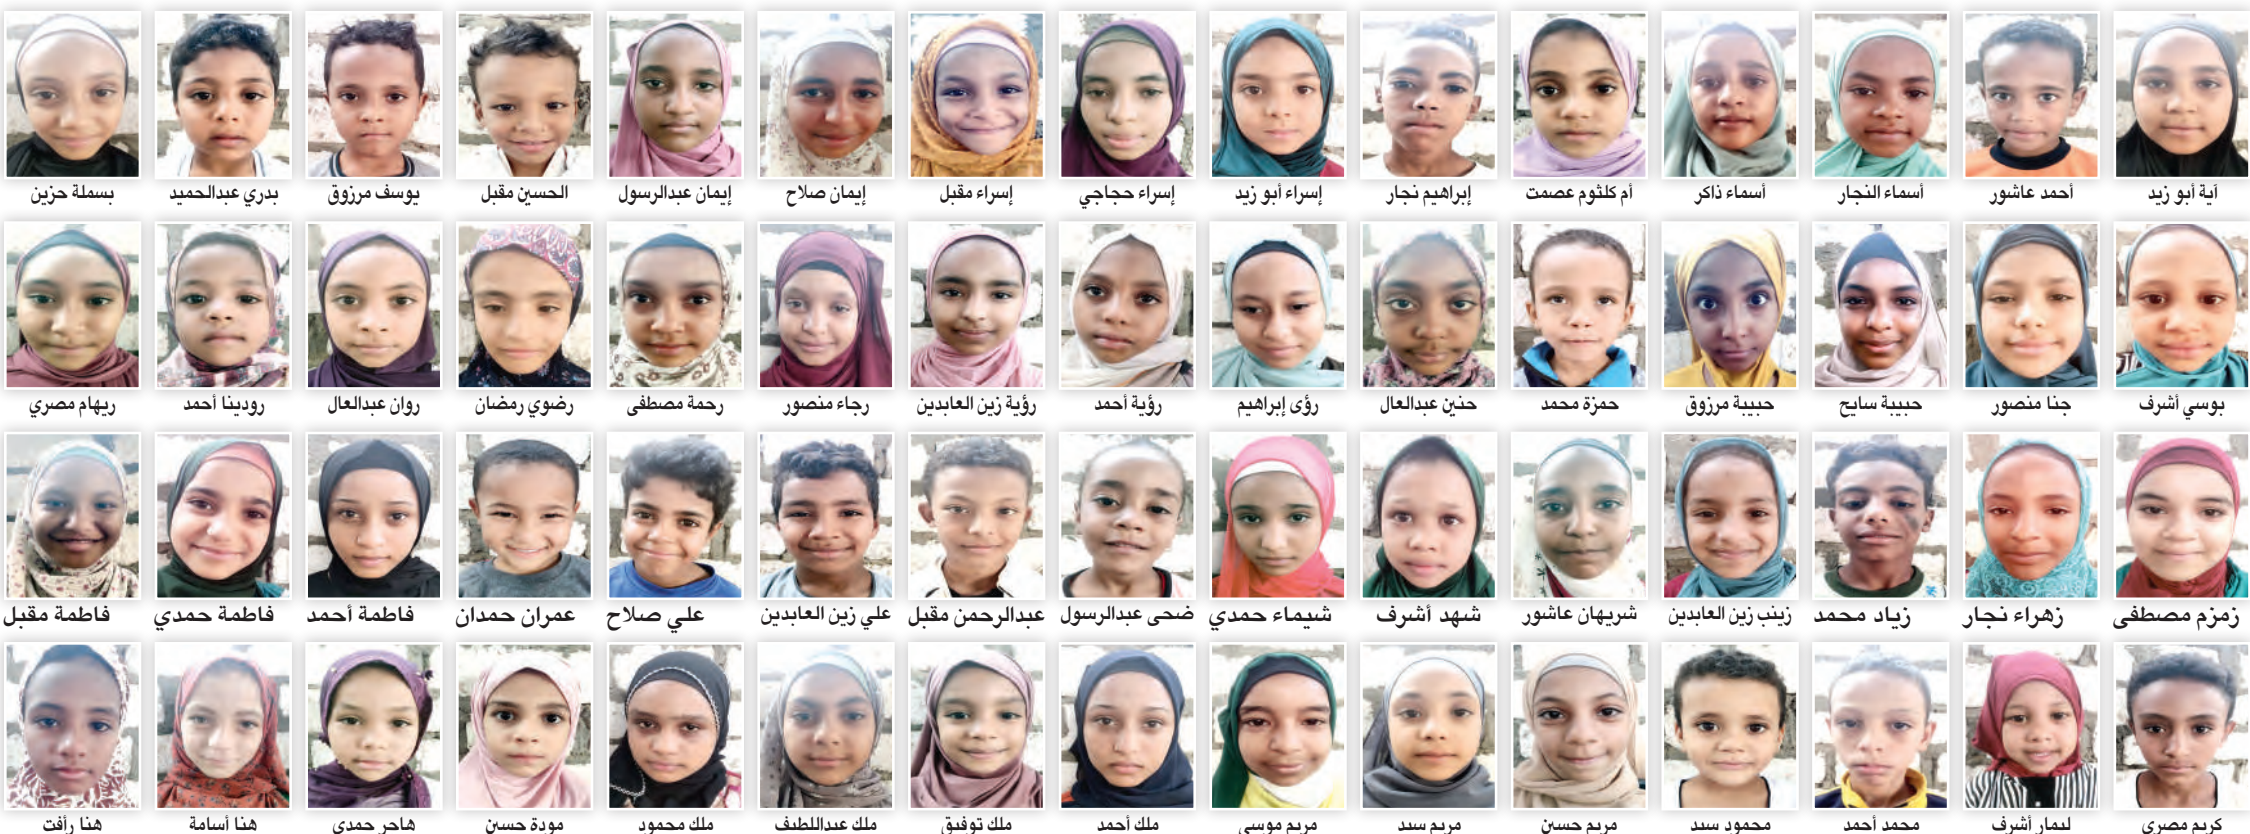 آية أبو زيد أحمد عاشور أسماء النجار أسماء ذاكر أم كلثوم عصمت إبراهيم نجار إسراء أبو زيد إسراء حجاجي إسراء مقبل إيمان صلاح إيمان عبدالرسول الحسين مقبل يوسف مرزوق بدري عبدالحميد بسملة حزين
بوسي أشرف جنا منصور حبيبة سايح حبيبة مرزوق حمزة محمد حنين عبدالعال رؤى إبراهيم رؤية أحمد رؤية زين العابدين رجاء منصور رحمة مصطفى رضوي رمضان روان عبدالعال رودينا أحمد ريهام مصري
زمزم مصطفى زهراء نجار زياد محمد زينب زين العابدين شريهان عاشور شهد أشرف شيماء حمدي ضحى عبدالرسول عبدالرحمن مقبل علي زين العابدين علي صلاح عمران حمدان فاطمة أحمد فاطمة حمدي فاطمة مقبل
كريم مصري ليمار أشرف محمد أحمد محمود سيد مريم حسين مريم سيد مريم موسى ملك أحمد ملك توفيق ملك عبداللطيف ملك محمود مودة حسين هاجر حمدي هنا أسامة هنا رأفت